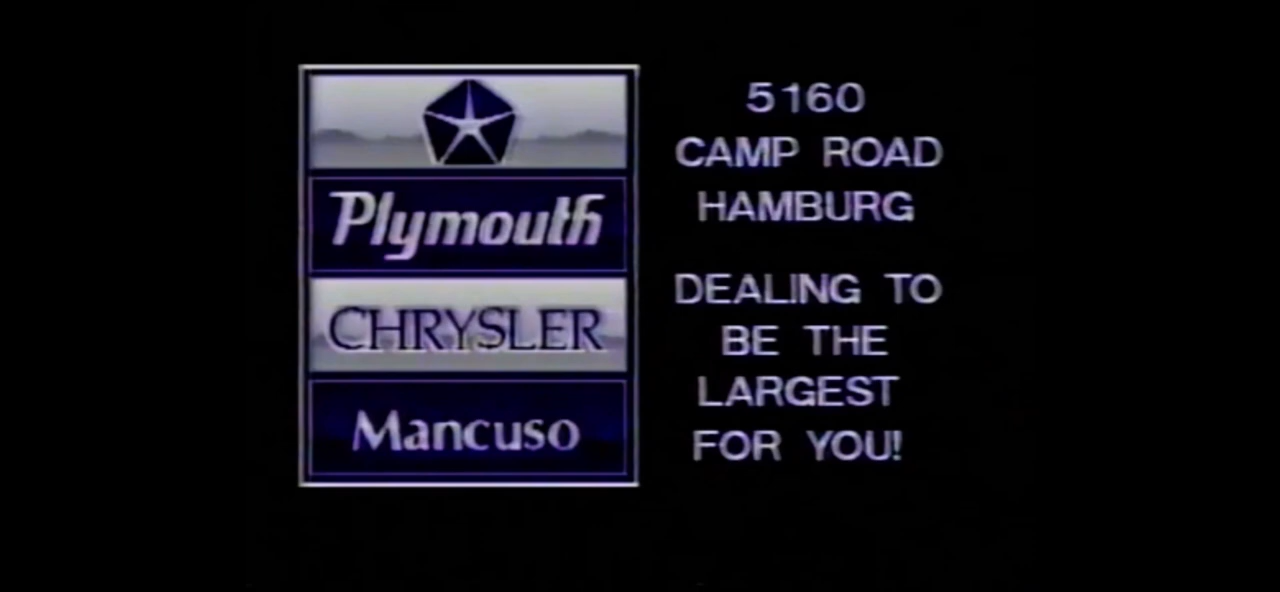 Plymouth
CHRYSLER
Mancuso
5160
CAMP ROAD
HAMBURG
DEALING TO
BE THE
LARGEST
FOR YOU!